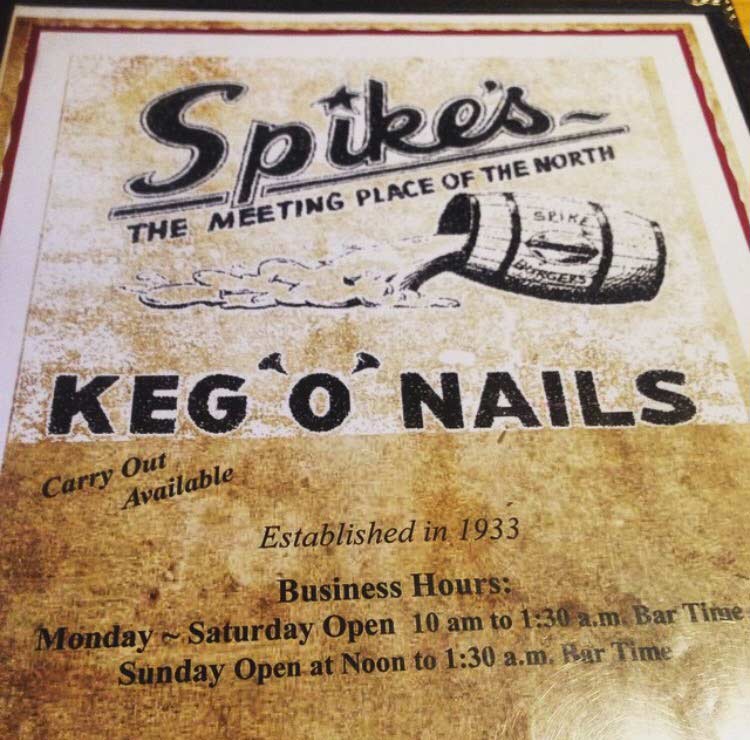 Spike's
THE MEETING PLACE OF THE NORTH
SPIKE
BURGERS
KEG 'O' NAILS
Carry Out
Available
Established in 1933
Business Hours:
Monday ~ Saturday Open 10 am to 1:30 a.m. Bar Time
Sunday Open at Noon to 1:30 a.m. Bar Time